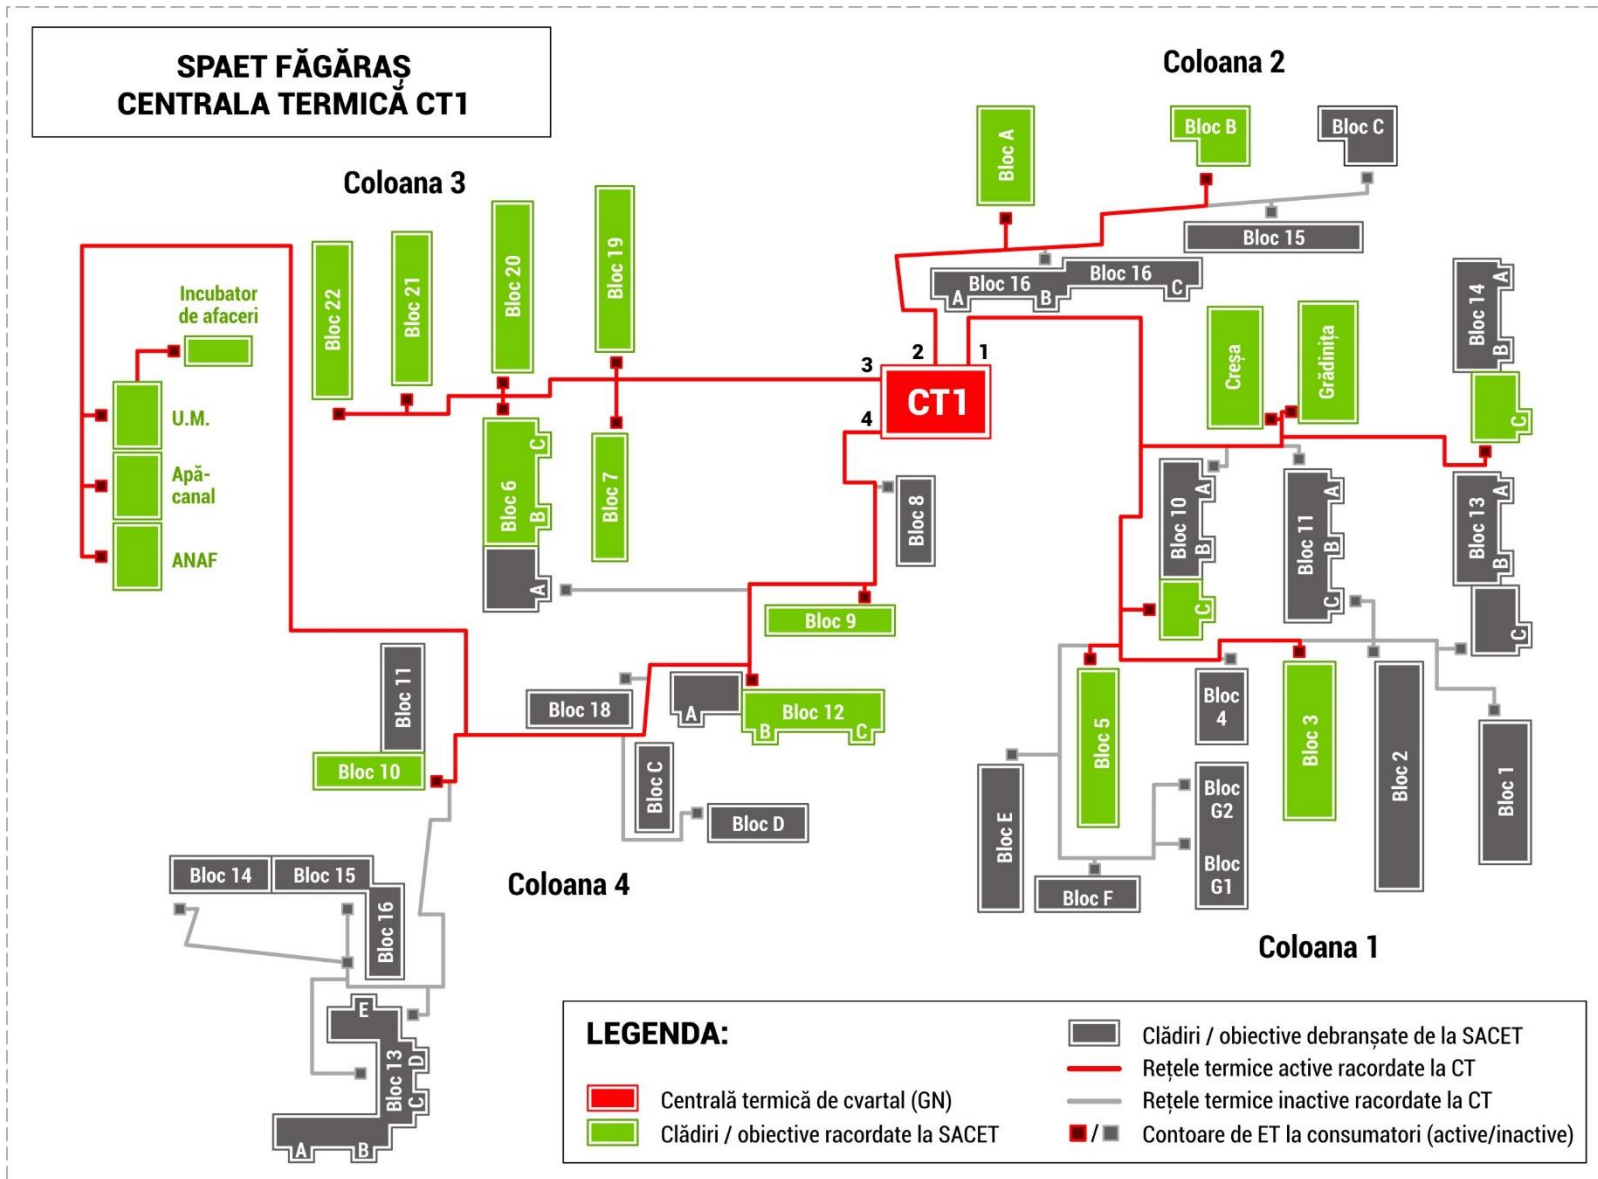 SPAET FĂGĂRAȘ
CENTRALA TERMICĂ CT1
Coloana 2
Bloc A
Bloc B
Bloc C
Bloc 15
Bloc 16
Bloc 16
A
B
C
Coloana 3
Bloc 22
Bloc 21
Bloc 20
Bloc 19
Incubator
de afaceri
U.M.
Apă-
canal
ANAF
Bloc 6
C
B
A
Bloc 7
3
2
1
4
CT1
Creșa
Grădinița
Bloc 14
A
B
C
Bloc 10
A
B
C
Bloc 11
A
B
C
Bloc 13
A
B
C
Bloc 8
Bloc 9
Bloc 12
A
B
C
Bloc 18
Bloc C
Bloc D
Bloc 11
Bloc 10
Bloc 5
Bloc 4
Bloc 3
Bloc 2
Bloc 1
Bloc E
Bloc F
Bloc
G2
Bloc
G1
Coloana 4
Coloana 1
Bloc 14
Bloc 15
Bloc 16
E
Bloc 13
D
C
A
B
LEGENDA:
Centrală termică de cvartal (GN)
Clădiri / obiective racordate la SACET
Clădiri / obiective debranșate de la SACET
Rețele termice active racordate la CT
Rețele termice inactive racordate la CT
/
Contoare de ET la consumatori (active/inactive)